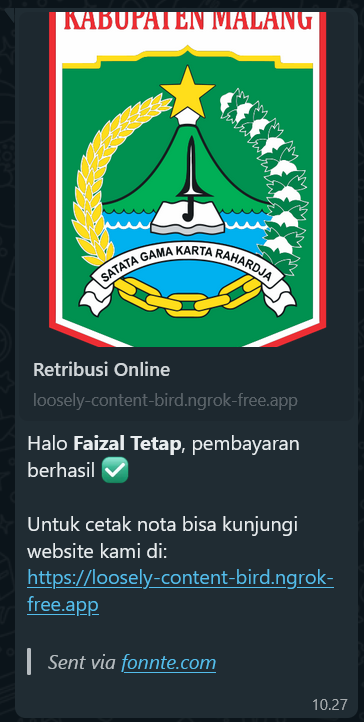 KABUPATEN MALANG
SATATA GAMA KARTA RAHARDJA
Retribusi Online
loosely-content-bird.ngrok-free.app
Halo Faizal Tetap, pembayaran
berhasil ✅
Untuk cetak nota bisa kunjungi
website kami di:
https://loosely-content-bird.ngrok-
free.app
Sent via fonnte.com
10.27